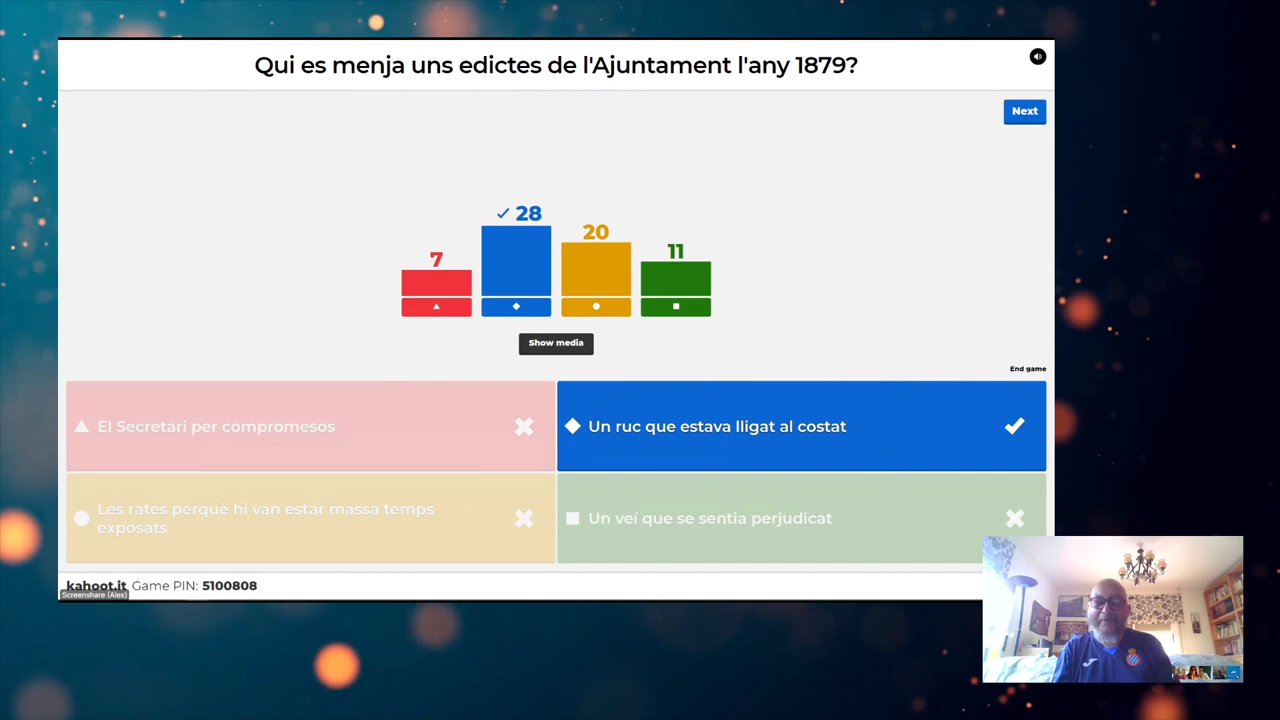 Qui es menja uns edictes de l'Ajuntament l'any 1879?
Next
7
28
20
11
Show media
End game
El Secretari per compromesos
Un ruc que estava lligat al costat
Les rates perquè hi van estar massa temps
exposats
Un veí que se sentia perjudicat
kahoot.it Game PIN: 5100808
Screenshare (Alex)